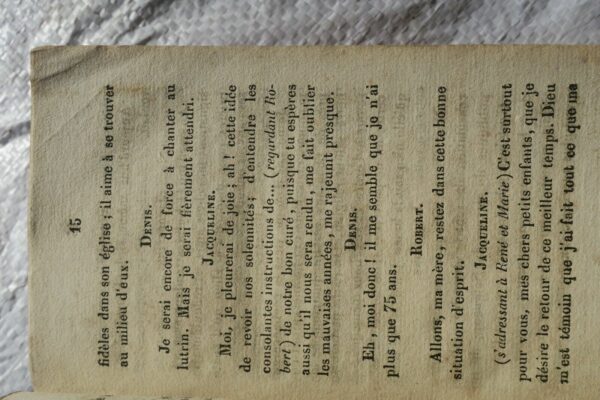 15
fidèles dans son église ; il aime à se trouver
au milieu d'eux.
DENIS.
Je serai encore de force à chanter au
lutrin. Mais je serai fièrement attendri.
JACQUELINE.
Moi, je pleurerai de joie ; ah ! cette idée
de revoir nos solennités ; d'entendre les
consolantes instructions de... (regardant Ro-
bert) de notre bon curé, puisque tu espères
aussi qu'il nous sera rendu, me fait oublier
les mauvaises années, me rajeunit presque.
DENIS.
Eh, moi donc ! il me semble que je n'ai
plus que 75 ans.
ROBERT.
Allons, ma mère, restez dans cette bonne
situation d'esprit.
JACQUELINE.
(s'adressant à René et Marie) C'est surtout
pour vous, mes chers petits enfants, que je
désire le retour de ce meilleur temps. Dieu
m'est témoin que j'ai fait tout ce que ma